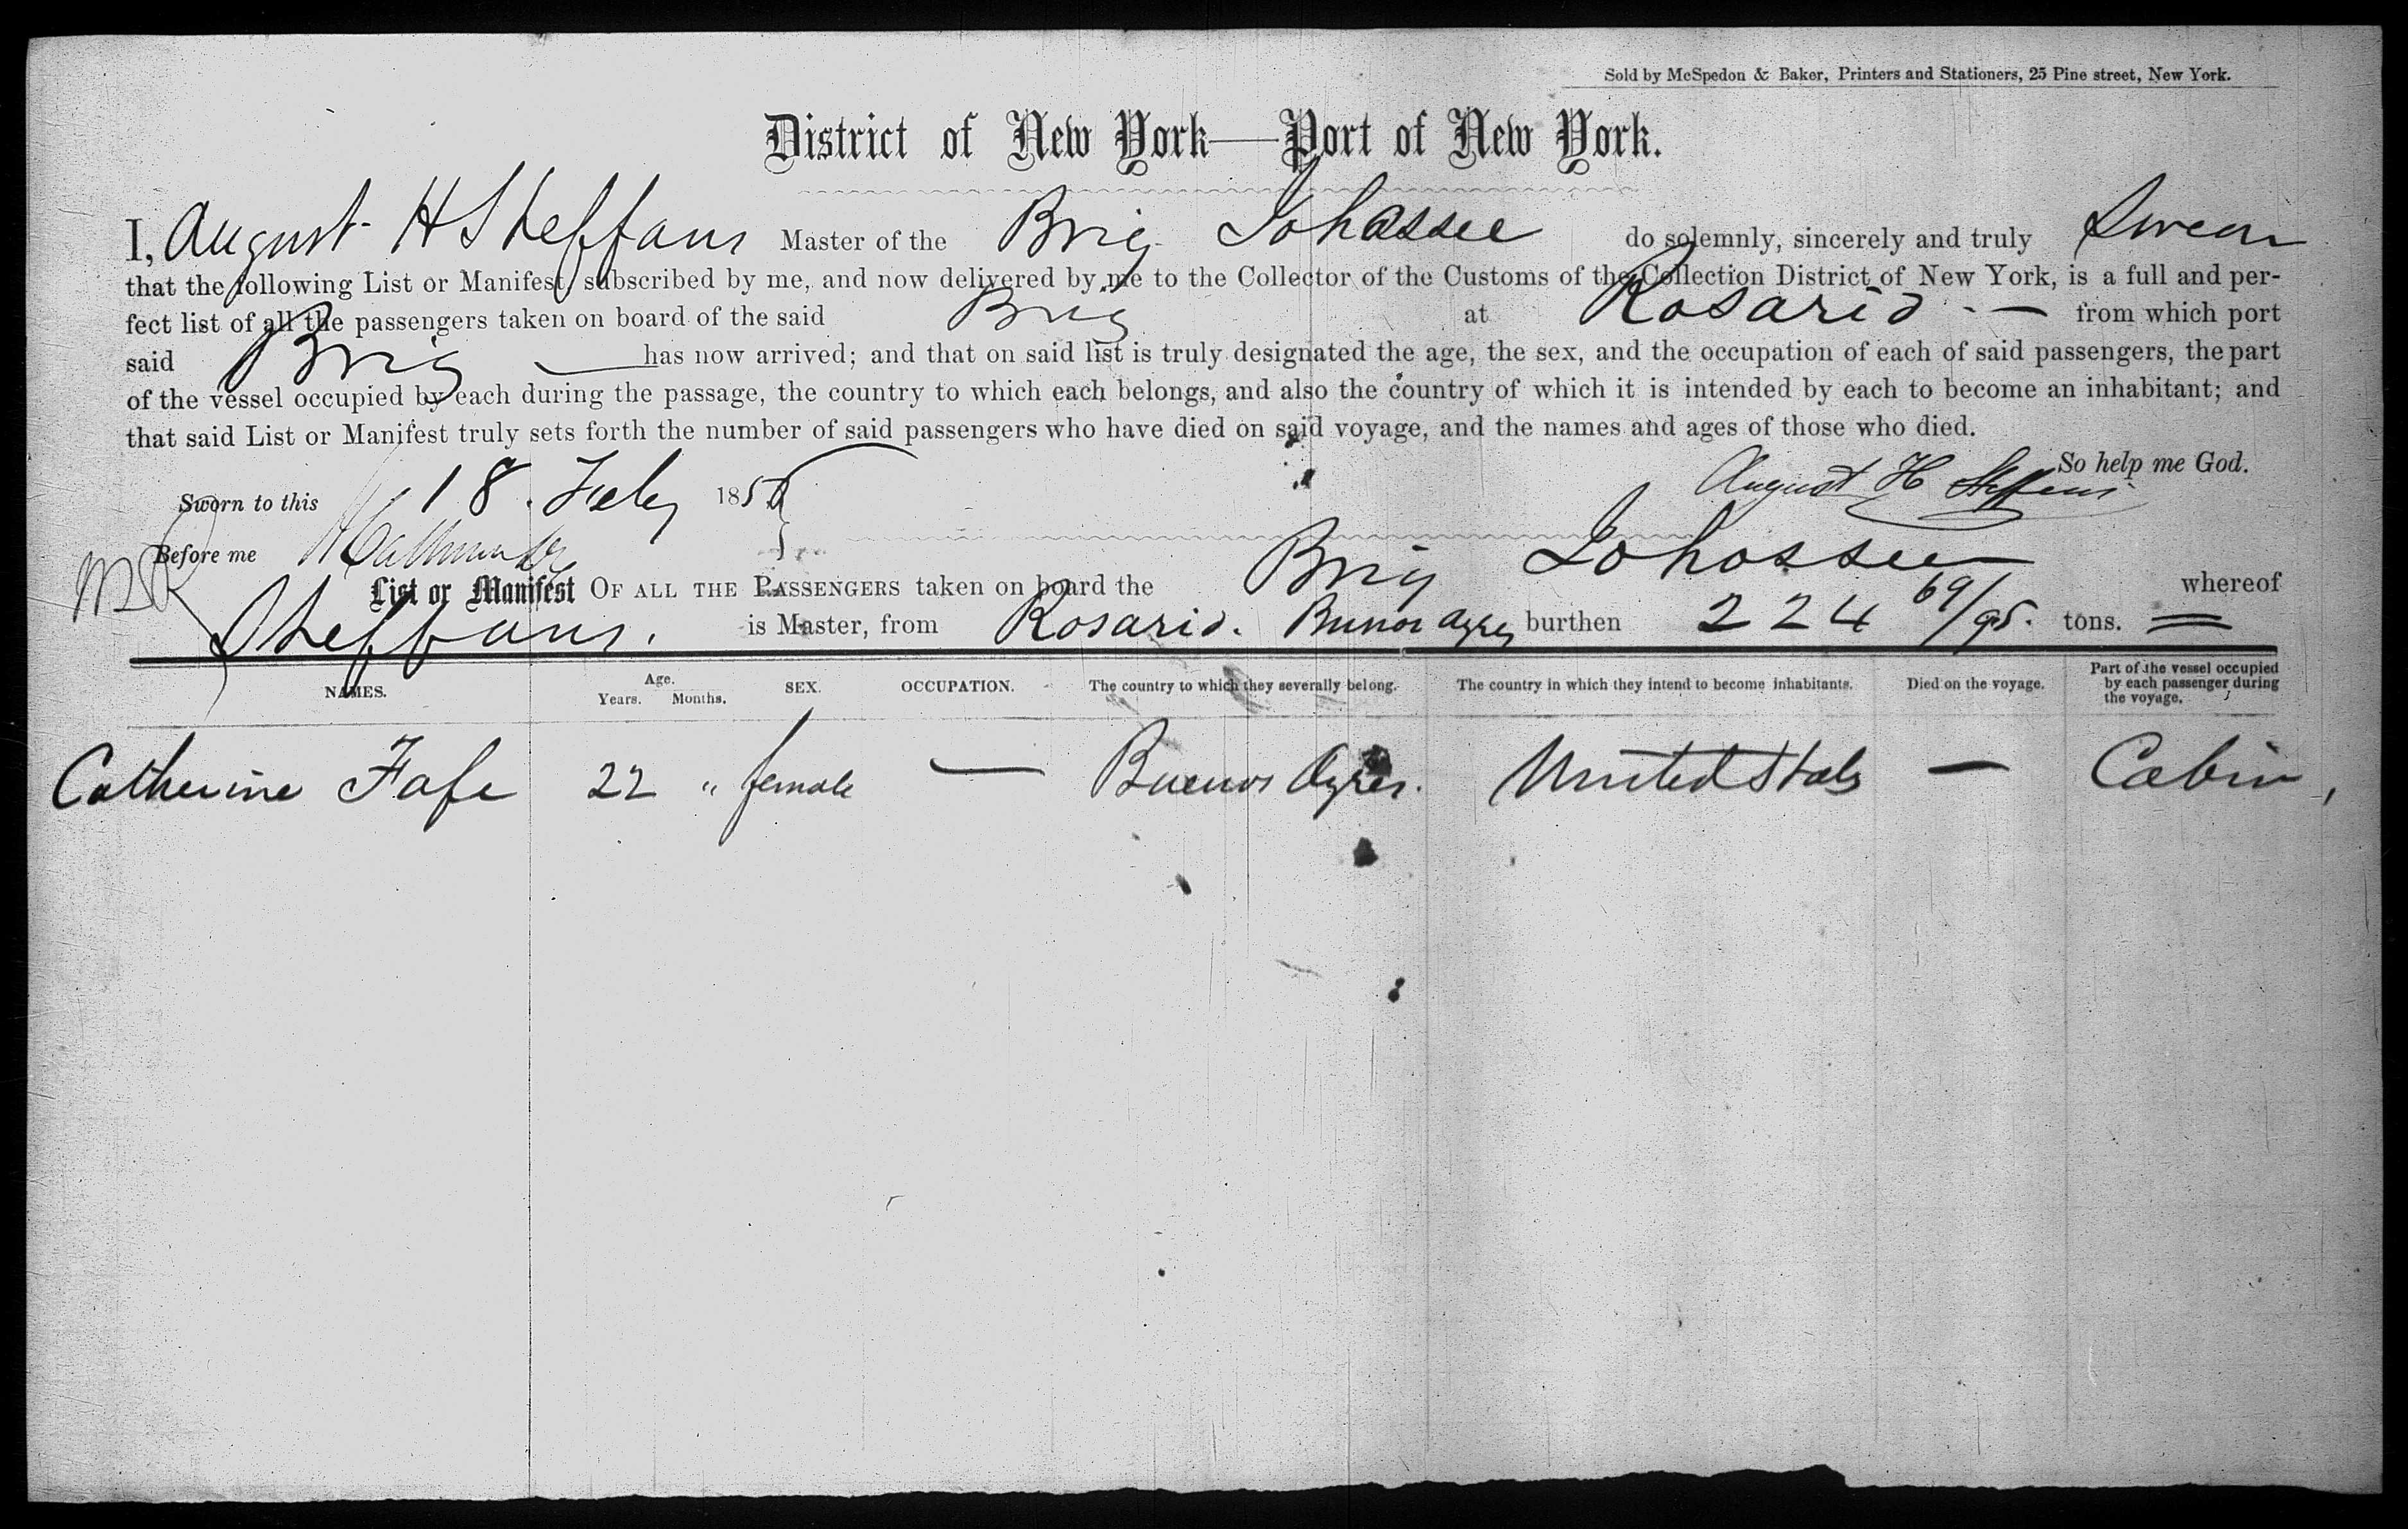 Sold by McSpedon & Baker, Printers and Stationers, 25 Pine street, New York.
District of New York—Port of New York.
I, August H Steffans Master of the Brig Johassee do solemnly, sincerely and truly Swear
that the following List or Manifest, subscribed by me, and now delivered by me to the Collector of the Customs of the Collection District of New York, is a full and per-
fect list of all the passengers taken on board of the said Brig at Rosario — from which port
said Brig — has now arrived; and that on said list is truly designated the age, the sex, and the occupation of each of said passengers, the part
of the vessel occupied by each during the passage, the country to which each belongs, and also the country of which it is intended by each to become an inhabitant; and
that said List or Manifest truly sets forth the number of said passengers who have died on said voyage, and the names and ages of those who died.
So help me God.
Sworn to this 18. July 185 August H Steffens
Before me
List or Manifest OF ALL THE PASSENGERS taken on board the Brig Johossee whereof
Steffans. is Master, from Rosario. Buenos Ayres burthen 224 69/95. tons.
NAMES. Age. Years. Months. SEX. OCCUPATION. The country to which they severally belong. The country in which they intend to become inhabitants. Died on the voyage. Part of the vessel occupied by each passenger during the voyage.
Catherine Fafe 22 " female — Buenos Ayres. United States — Cabin,